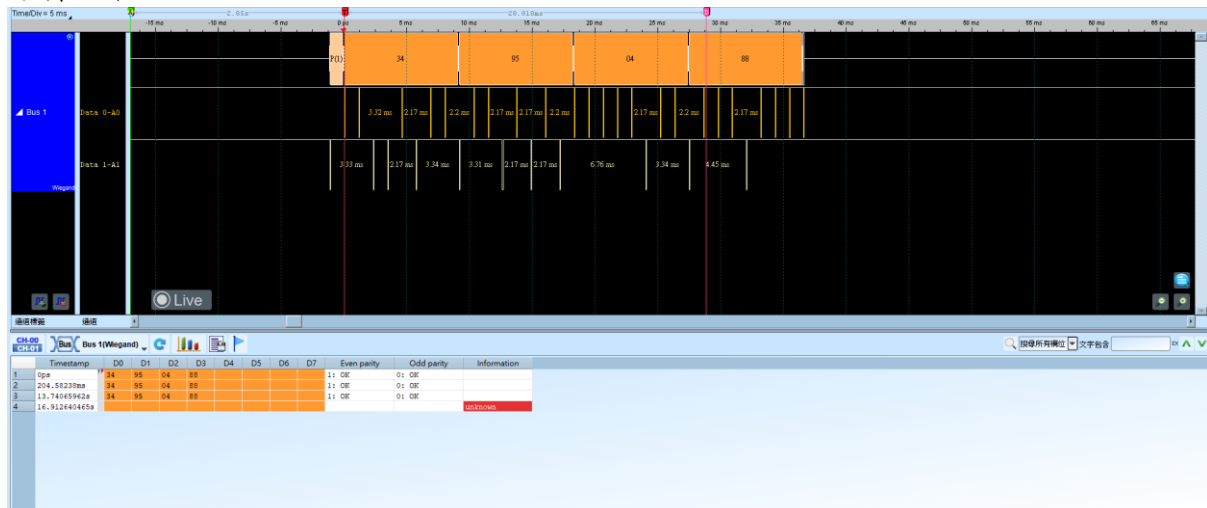 Time/Div = 5 ms
2.08s
28.010ms
-15 ms -10 ms -5 ms 0 ps 5 ms 10 ms 15 ms 20 ms 25 ms 30 ms 35 ms 40 ms 45 ms 50 ms 55 ms 60 ms 65 ms
P(1) 34 95 04 88
Bus 1
Data 0-A0
3.32 ms 2.17 ms 2.2 ms 2.17 ms 2.17 ms 2.2 ms 2.17 ms 2.2 ms 2.17 ms
Data 1-A1
3.33 ms 2.17 ms 3.34 ms 3.31 ms 2.17 ms 2.17 ms 6.76 ms 3.34 ms 4.45 ms
Wiegand
Live
通道標籤 通道
CH-00
CH-01
Bus
Bus 1(Wiegand)
搜尋所有欄位 文字包含
Timestamp D0 D1 D2 D3 D4 D5 D6 D7 Even parity Odd parity Information
1 0ps 34 95 04 88 1: OK 0: OK
2 204.58238ms 34 95 04 88 1: OK 0: OK
3 13.74065962s 34 95 04 88 1: OK 0: OK
4 16.912640465s unknown